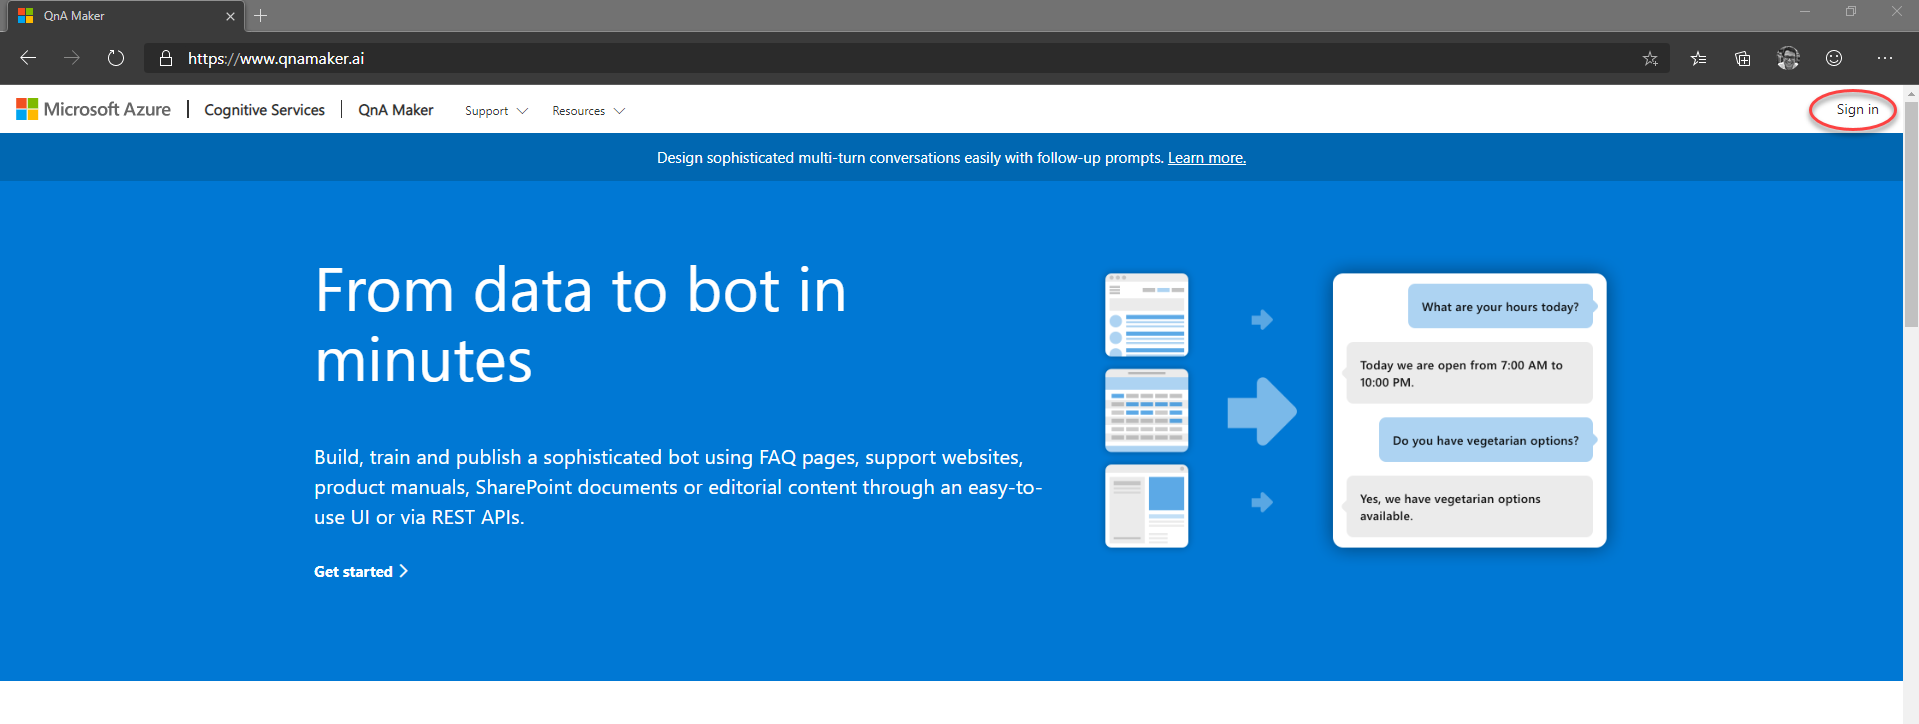 QnA Maker
https://www.qnamaker.ai
Microsoft Azure | Cognitive Services | QnA Maker Support Resources Sign in
Design sophisticated multi-turn conversations easily with follow-up prompts. Learn more.
From data to bot in
minutes
Build, train and publish a sophisticated bot using FAQ pages, support websites,
product manuals, SharePoint documents or editorial content through an easy-to-
use UI or via REST APIs.
Get started
What are your hours today?
Today we are open from 7:00 AM to
10:00 PM.
Do you have vegetarian options?
Yes, we have vegetarian options
available.